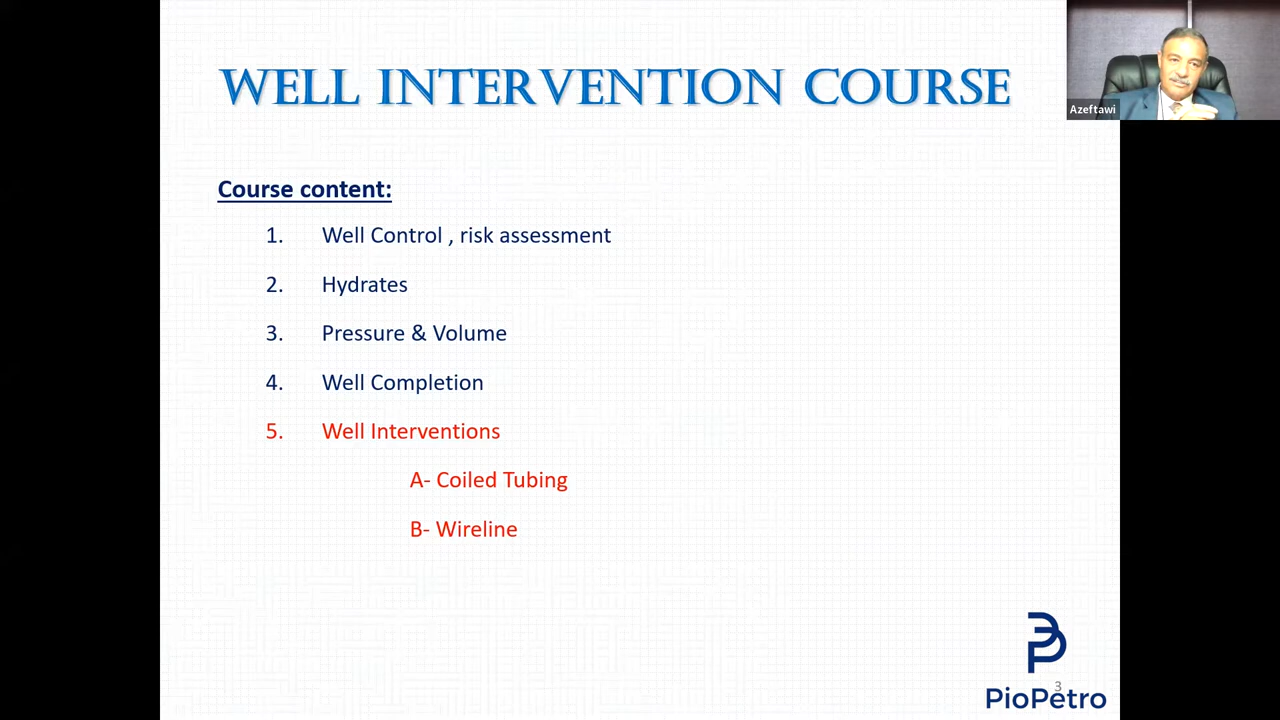 WELL INTERVENTION COURSE
Azeftawi
Course content:
1. Well Control , risk assessment
2. Hydrates
3. Pressure & Volume
4. Well Completion
5. Well Interventions
A- Coiled Tubing
B- Wireline
3
PioPetro